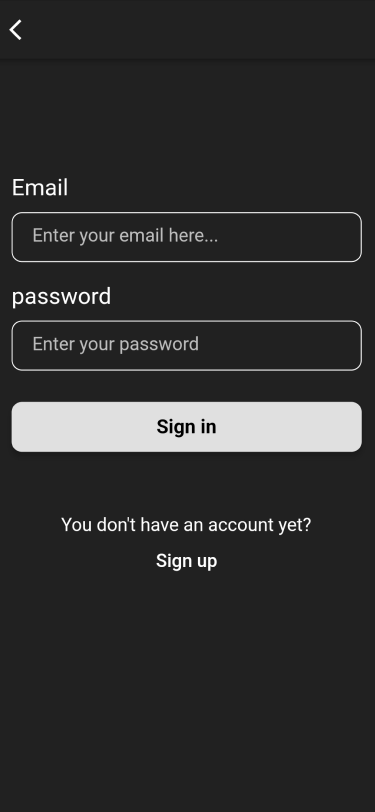 Email
Enter your email here...
password
Enter your password
Sign in
You don't have an account yet?
Sign up